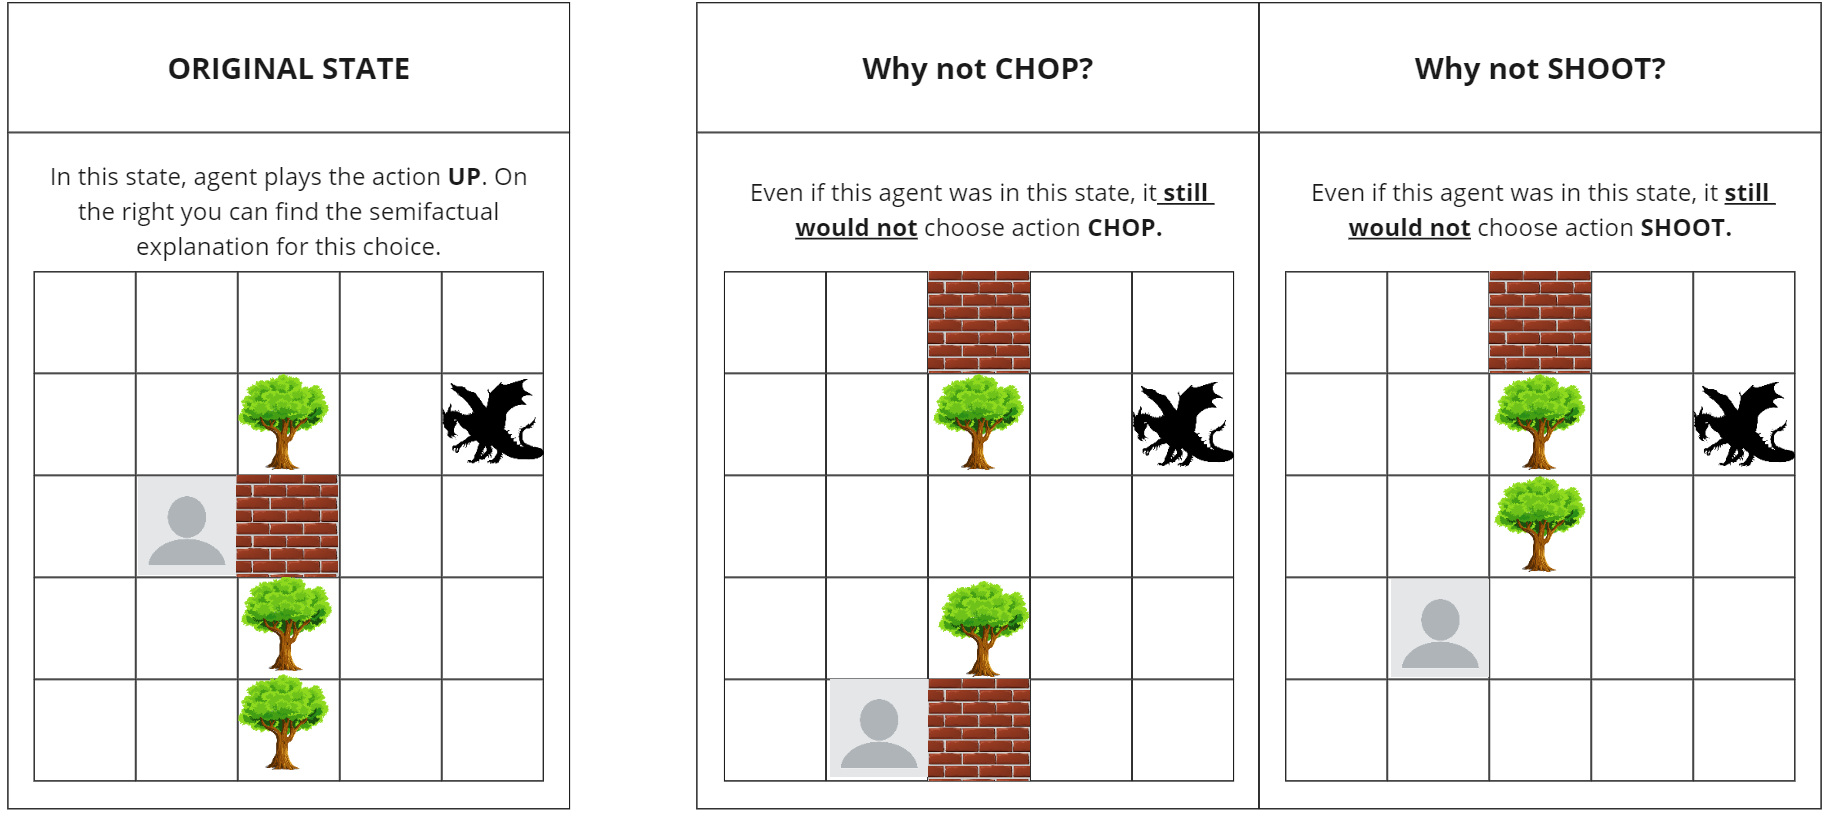 ORIGINAL STATE
In this state, agent plays the action UP. On
the right you can find the semifactual
explanation for this choice.
Why not CHOP?
Even if this agent was in this state, it still
would not choose action CHOP.
Why not SHOOT?
Even if this agent was in this state, it still
would not choose action SHOOT.